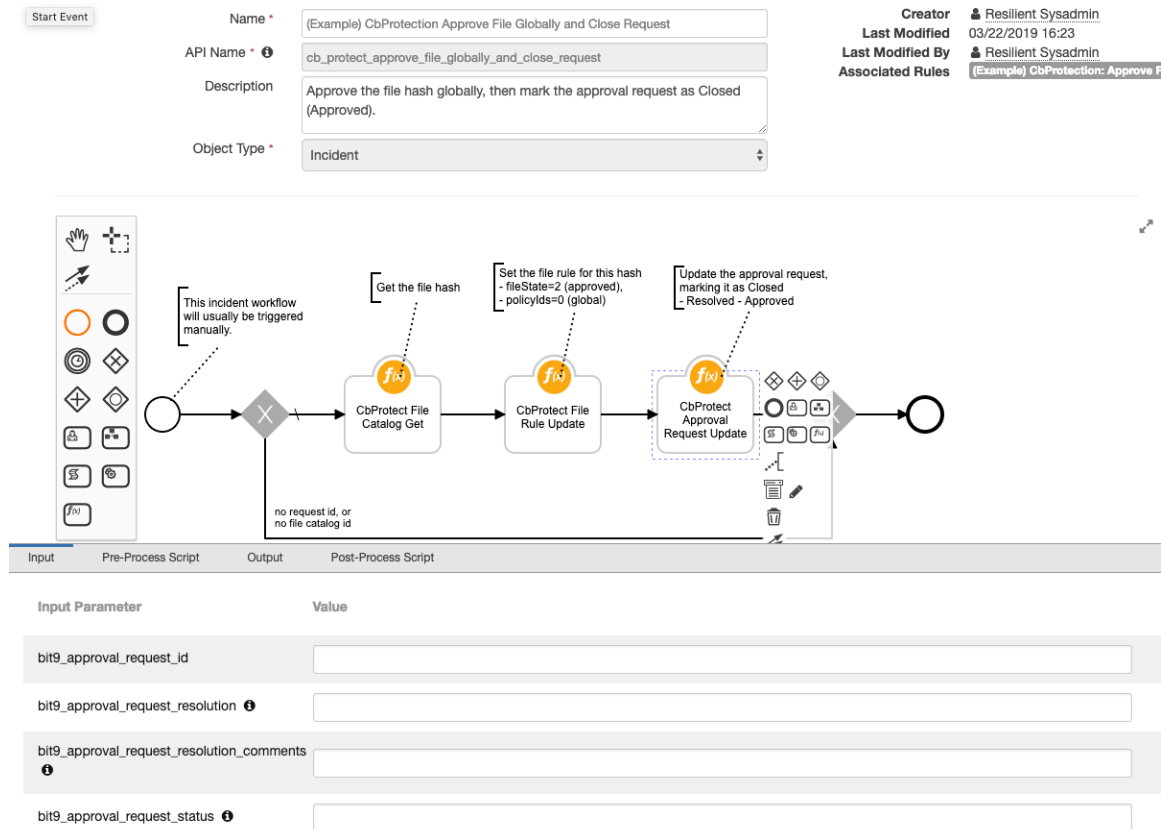 Start Event
Name *
(Example) CbProtection Approve File Globally and Close Request
API Name *
cb_protect_approve_file_globally_and_close_request
Description
Approve the file hash globally, then mark the approval request as Closed
(Approved).
Object Type *
Incident
Creator
Resilient Sysadmin
Last Modified
03/22/2019 16:23
Last Modified By
Resilient Sysadmin
Associated Rules
(Example) CbProtection: Approve F
This incident workflow
will usually be triggered
manually.
Get the file hash
Set the file rule for this hash
- fileState=2 (approved),
- policyIds=0 (global)
Update the approval request,
marking it as Closed
- Resolved - Approved
f(x)
f(x)
f(x)
CbProtect File
Catalog Get
CbProtect File
Rule Update
CbProtect
Approval
Request Update
no request id, or
no file catalog id
f(x)
Input
Pre-Process Script
Output
Post-Process Script
Input Parameter
Value
bit9_approval_request_id
bit9_approval_request_resolution
bit9_approval_request_resolution_comments
bit9_approval_request_status